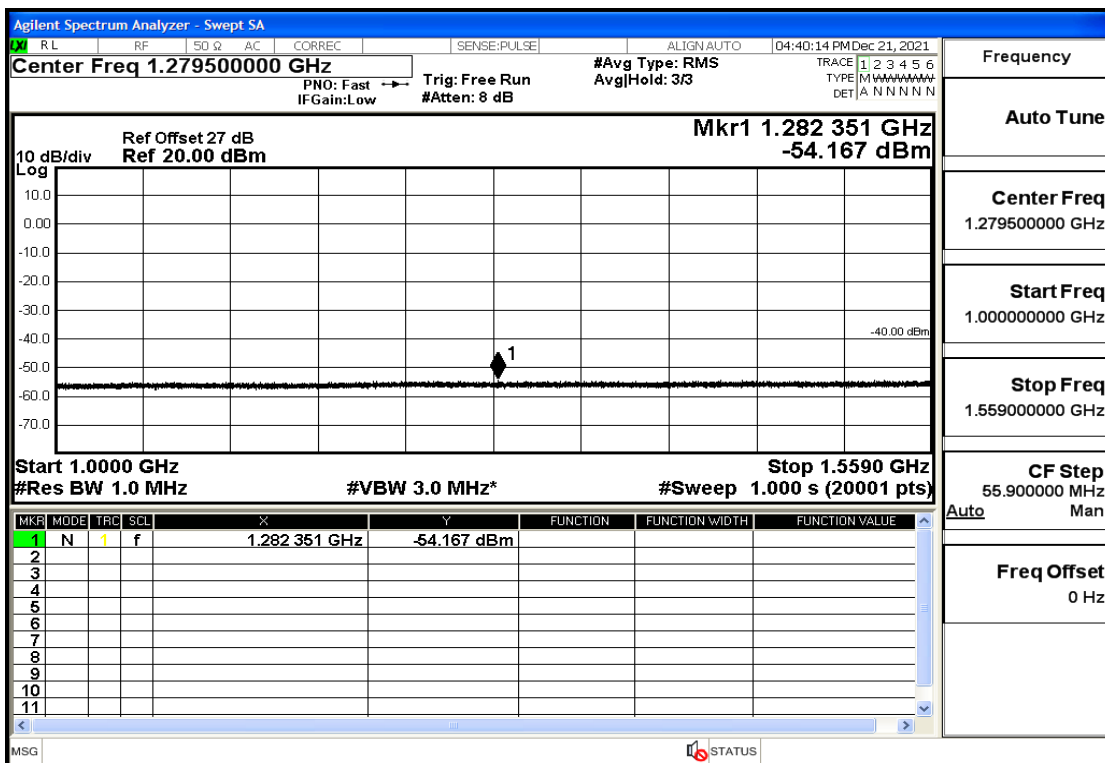 Agilent Spectrum Analyzer - Swept SA
LXI RL RF 50 Ω AC CORREC SENSE:PULSE ALIGN AUTO 04:40:14 PM Dec 21, 2021
Center Freq 1.279500000 GHz
PNO: Fast
IFGain:Low
Trig: Free Run
#Atten: 8 dB
#Avg Type: RMS
Avg|Hold: 3/3
TRACE 1 2 3 4 5 6
TYPE M WWWWW
DET A N N N N N
Ref Offset 27 dB
10 dB/div Ref 20.00 dBm
Log
Mkr1 1.282 351 GHz
-54.167 dBm
10.0
0.00
-10.0
-20.0
-30.0
-40.0
-50.0
-60.0
-70.0
-40.00 dBm
1
Start 1.0000 GHz Stop 1.5590 GHz
#Res BW 1.0 MHz #VBW 3.0 MHz* #Sweep 1.000 s (20001 pts)
MKR MODE TRC SCL X Y FUNCTION FUNCTION WIDTH FUNCTION VALUE
1 N 1 f 1.282 351 GHz -54.167 dBm
2
3
4
5
6
7
8
9
10
11
MSG STATUS
Frequency
Auto Tune
Center Freq
1.279500000 GHz
Start Freq
1.000000000 GHz
Stop Freq
1.559000000 GHz
CF Step
55.900000 MHz
Auto Man
Freq Offset
0 Hz